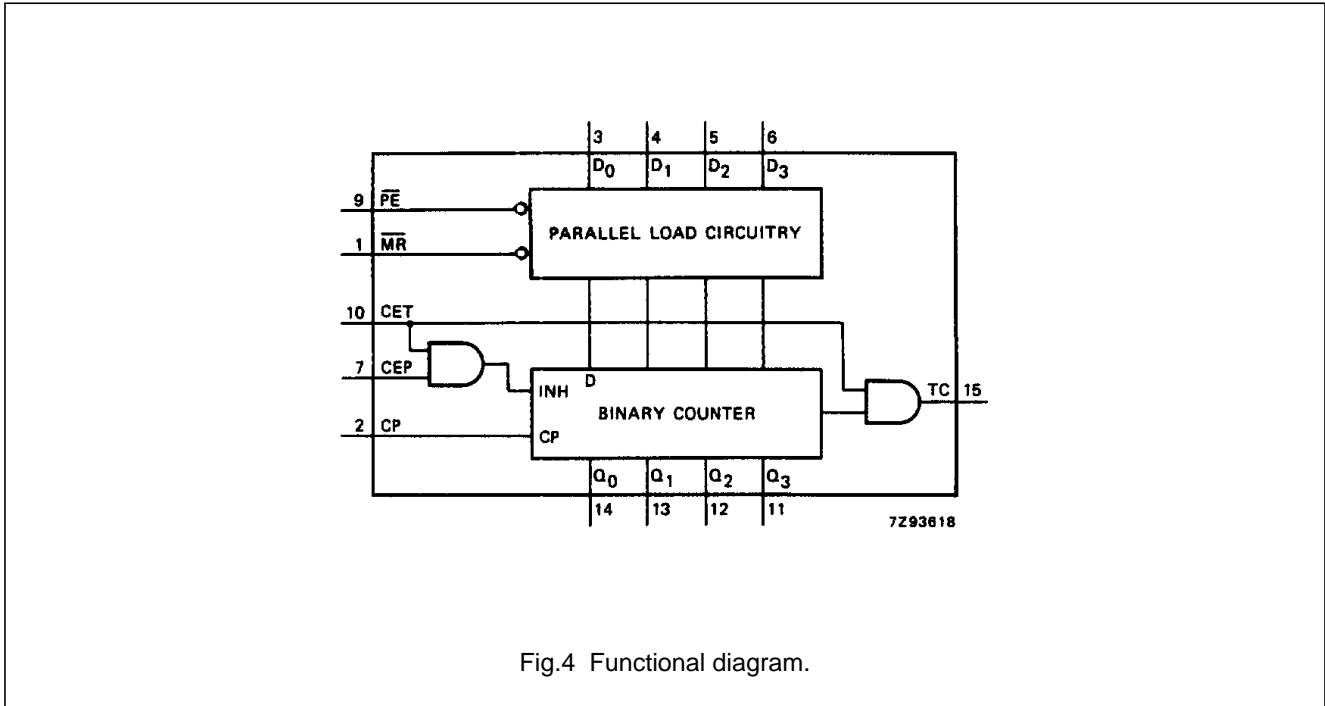 3 4 5 6
D0 D1 D2 D3
9 P̅E̅
PARALLEL LOAD CIRCUITRY
1 M̅R̅
10 CET
7 CEP
D
INH
BINARY COUNTER
TC 15
2 CP
CP
Q0 Q1 Q2 Q3
14 13 12 11
7Z93618
Fig.4 Functional diagram.